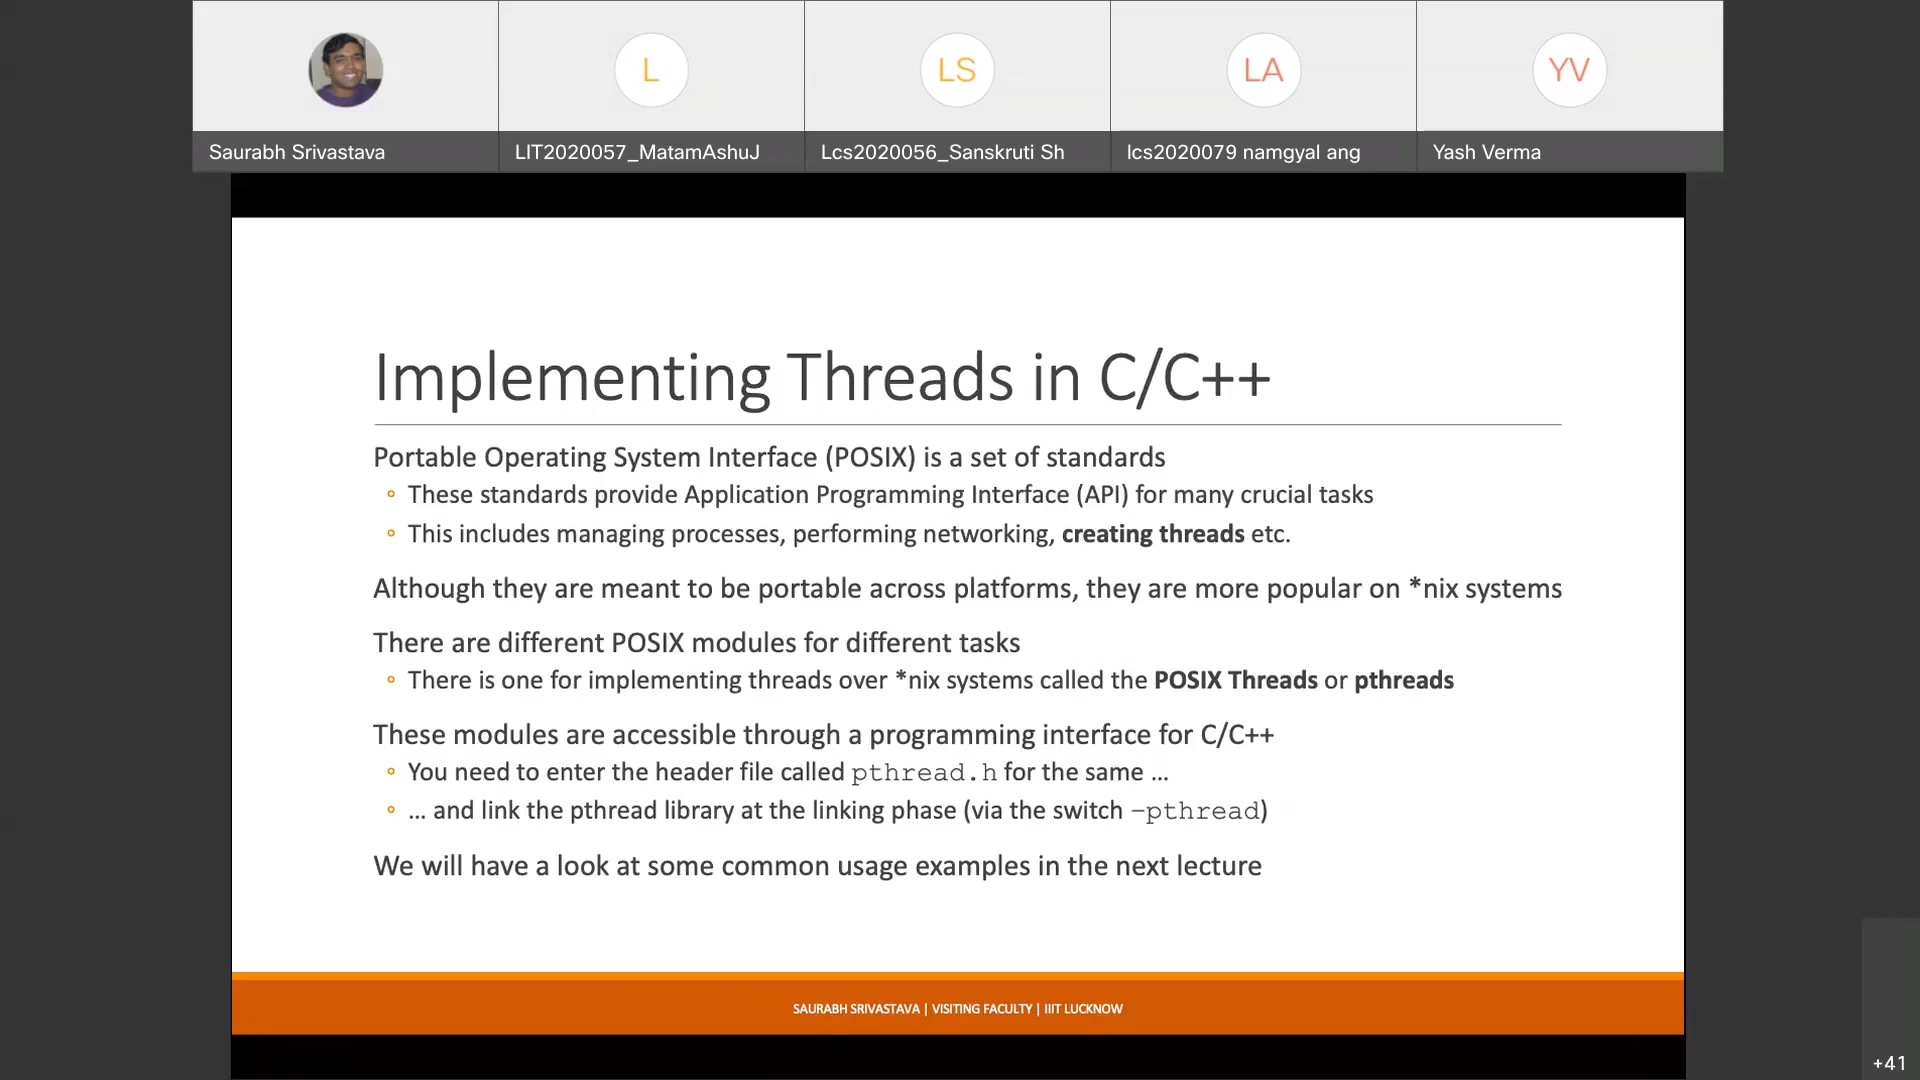 L
LS
LA
YV
Saurabh Srivastava
LIT2020057_MatamAshuJ
Lcs2020056_Sanskruti Sh
lcs2020079 namgyal ang
Yash Verma
Implementing Threads in C/C++
Portable Operating System Interface (POSIX) is a set of standards
◦ These standards provide Application Programming Interface (API) for many crucial tasks
◦ This includes managing processes, performing networking, creating threads etc.
Although they are meant to be portable across platforms, they are more popular on *nix systems
There are different POSIX modules for different tasks
◦ There is one for implementing threads over *nix systems called the POSIX Threads or pthreads
These modules are accessible through a programming interface for C/C++
◦ You need to enter the header file called pthread.h for the same …
◦ … and link the pthread library at the linking phase (via the switch –pthread)
We will have a look at some common usage examples in the next lecture
SAURABH SRIVASTAVA | VISITING FACULTY | IIIT LUCKNOW
+41